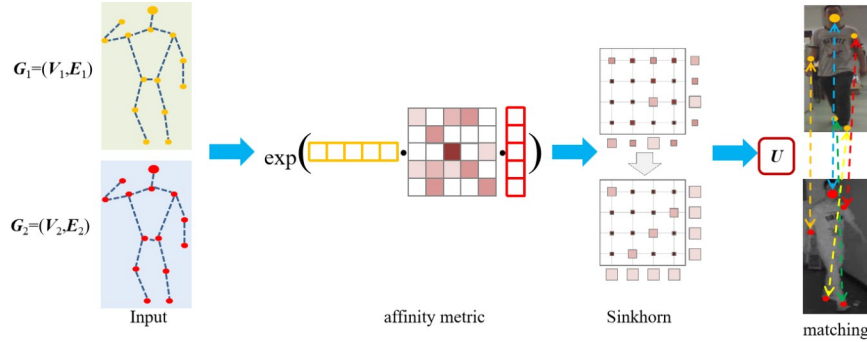 G1=(V1,E1)
G2=(V2,E2)
Input
exp(
)
affinity metric
Sinkhorn
U
matching